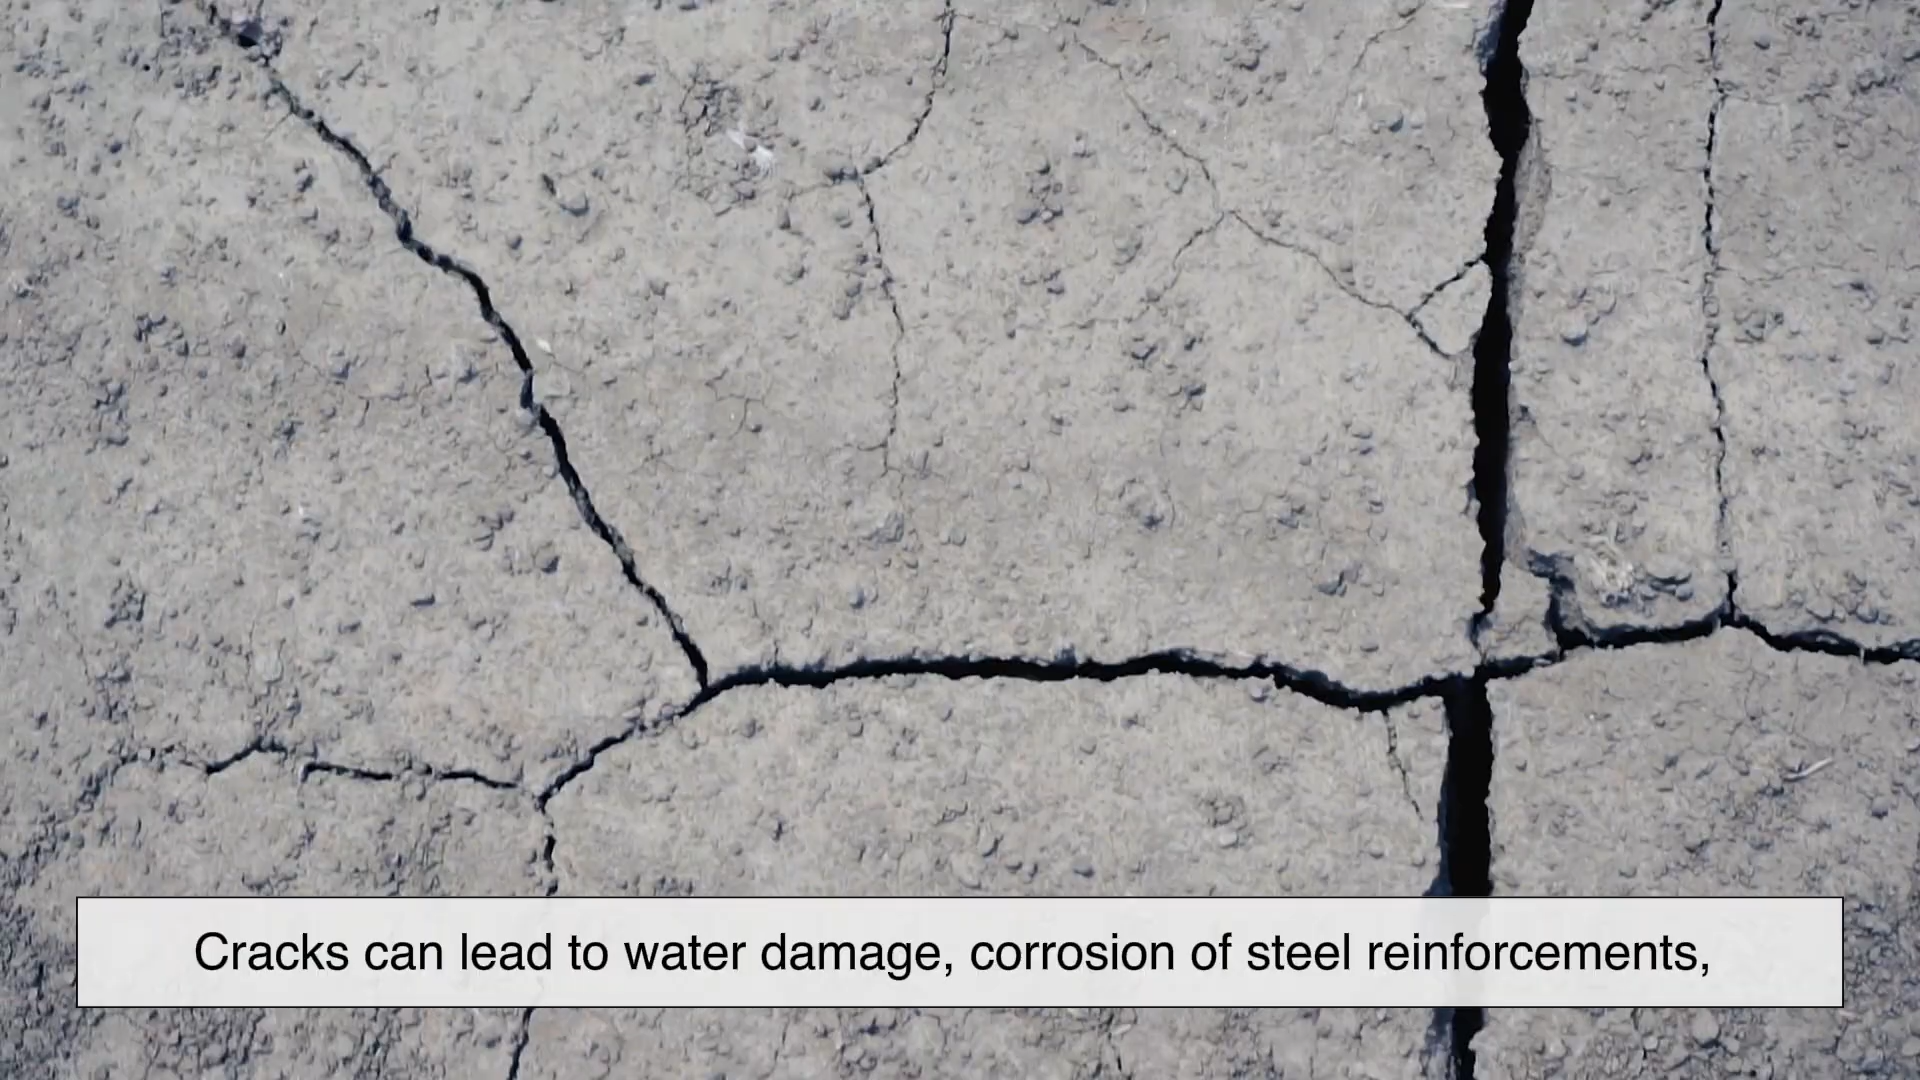 Cracks can lead to water damage, corrosion of steel reinforcements,